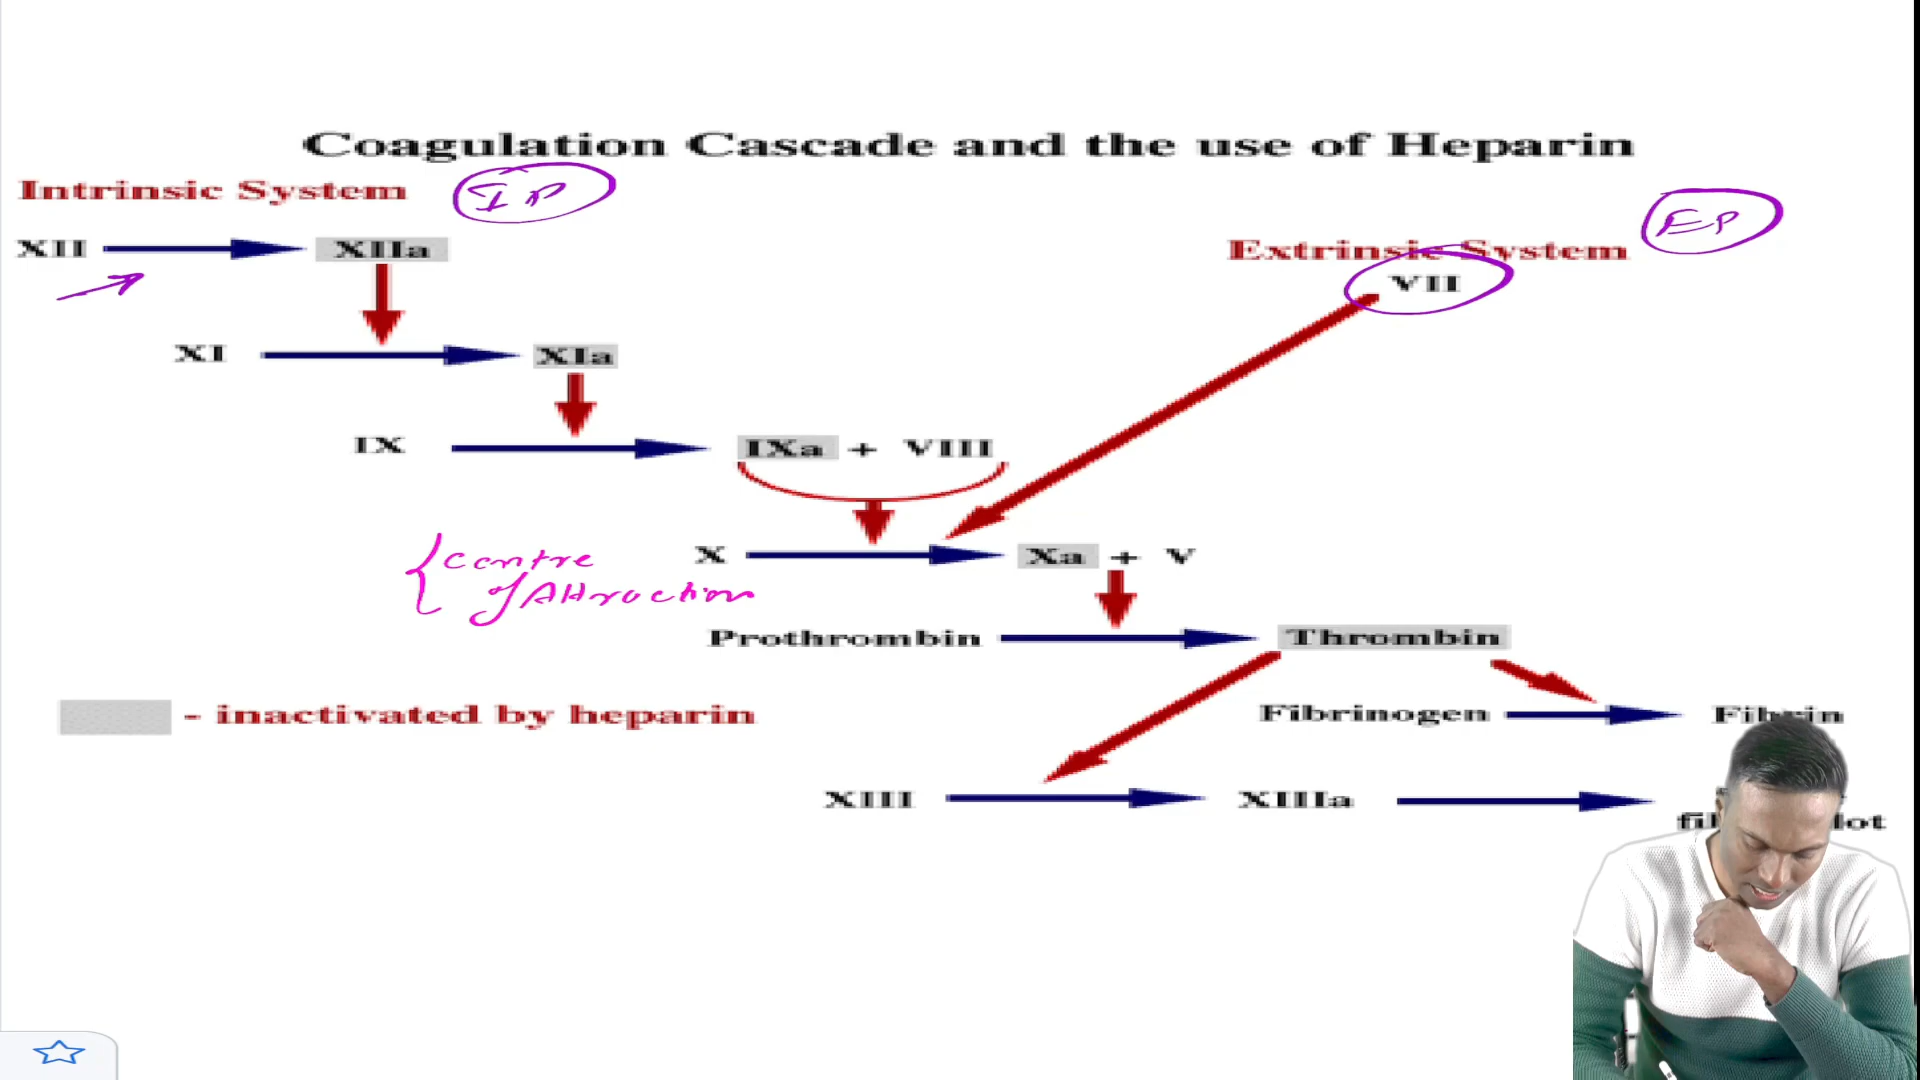 Coagulation Cascade and the use of Heparin
Intrinsic System IP
EP
Extrinsic System
XII XIIa
VII
XI XIa
IX IXa + VIII
X Xa + V
{ centre
of Attraction
Prothrombin Thrombin
- inactivated by heparin
Fibrinogen Fibrin
XIII XIIIa